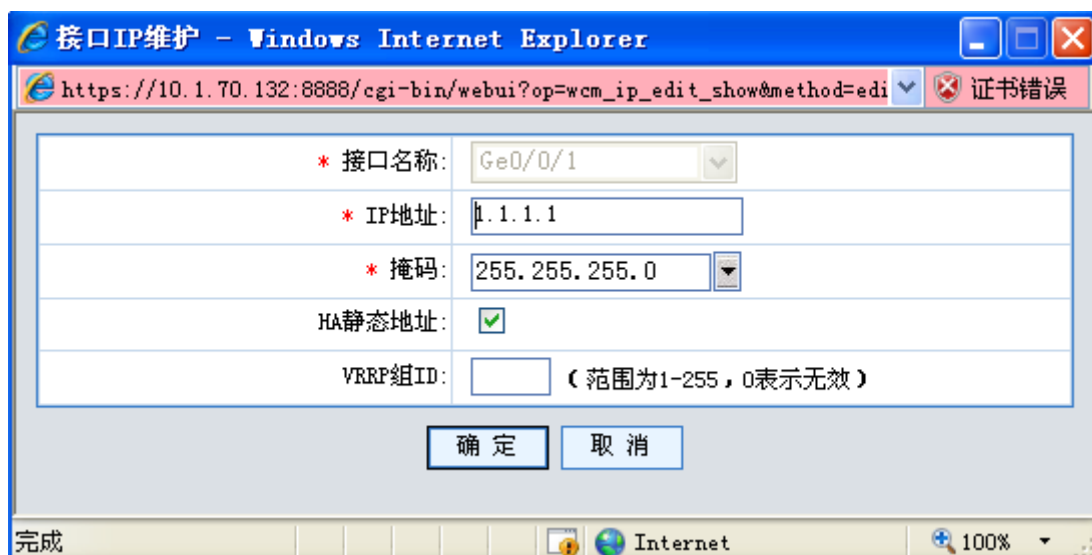 接口IP维护 - Windows Internet Explorer
https://10.1.70.132:8888/cgi-bin/webui?op=wcm_ip_edit_show&method=edi 证书错误
* 接口名称: Ge0/0/1
* IP地址: 1.1.1.1
* 掩码: 255.255.255.0
HA静态地址:
VRRP组ID: (范围为1-255,0表示无效)
确 定 取 消
完成 Internet 100%